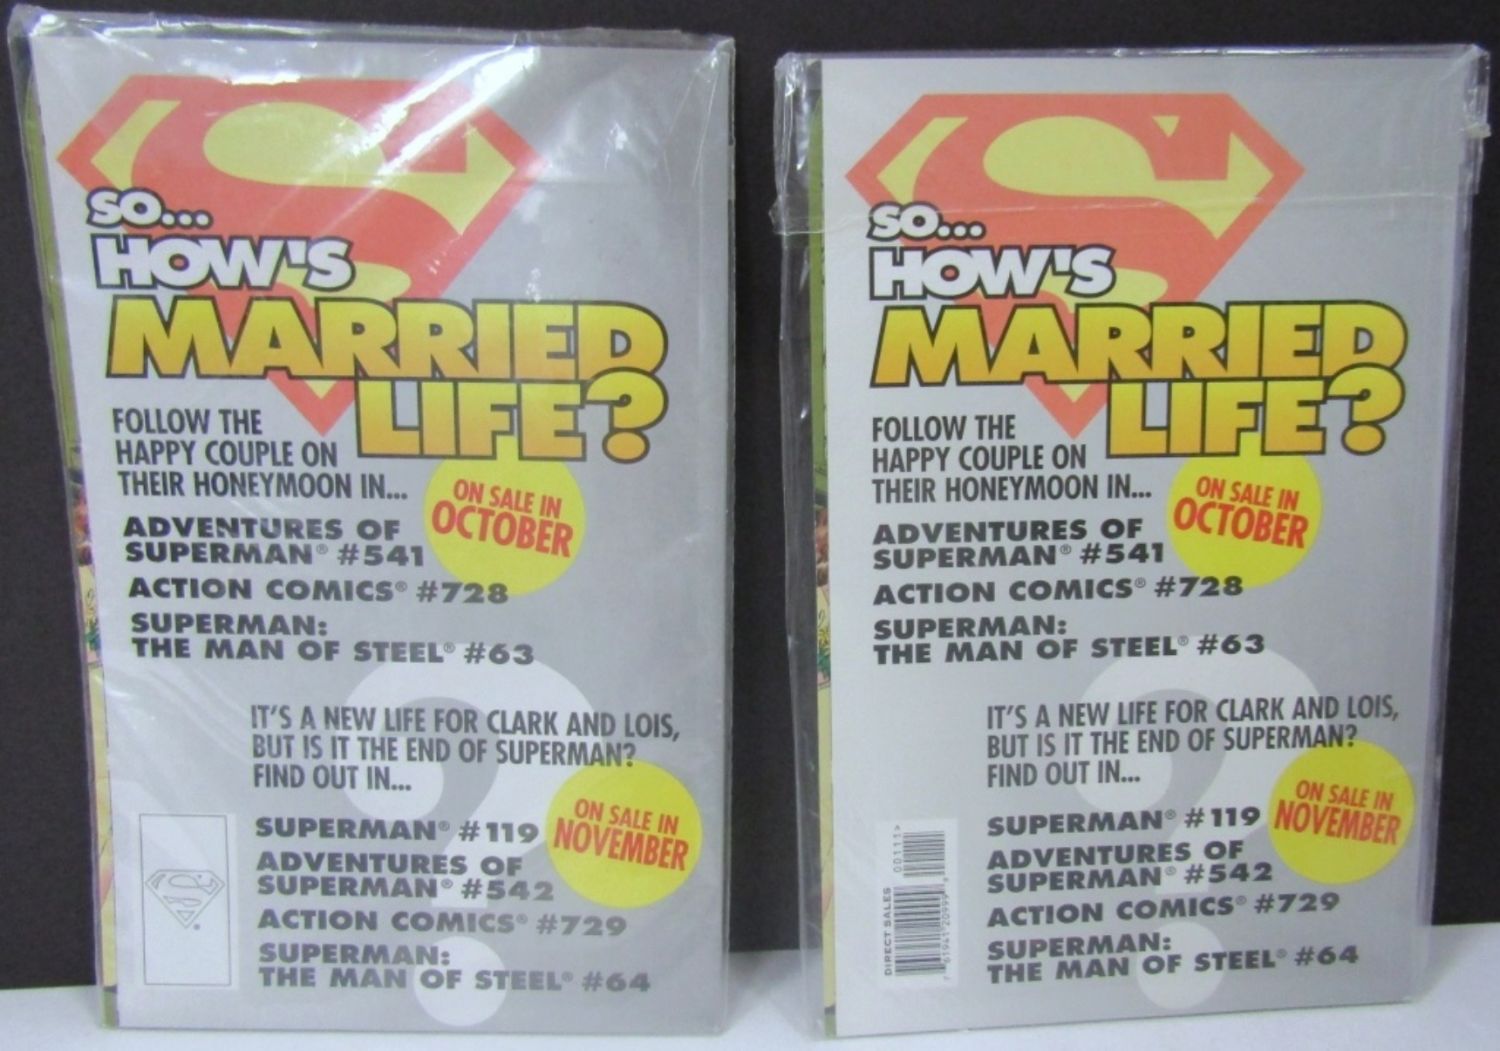 SO...
HOW'S
MARRIED
LIFE?
FOLLOW THE
HAPPY COUPLE ON
THEIR HONEYMOON IN...
ON SALE IN
OCTOBER
ADVENTURES OF
SUPERMAN® #541
ACTION COMICS® #728
SUPERMAN:
THE MAN OF STEEL® #63
IT'S A NEW LIFE FOR CLARK AND LOIS,
BUT IS IT THE END OF SUPERMAN?
FIND OUT IN...
ON SALE IN
NOVEMBER
SUPERMAN® #119
ADVENTURES OF
SUPERMAN® #542
ACTION COMICS® #729
SUPERMAN:
THE MAN OF STEEL® #64
SO...
HOW'S
MARRIED
LIFE?
FOLLOW THE
HAPPY COUPLE ON
THEIR HONEYMOON IN...
ON SALE IN
OCTOBER
ADVENTURES OF
SUPERMAN® #541
ACTION COMICS® #728
SUPERMAN:
THE MAN OF STEEL® #63
IT'S A NEW LIFE FOR CLARK AND LOIS,
BUT IS IT THE END OF SUPERMAN?
FIND OUT IN...
ON SALE IN
NOVEMBER
SUPERMAN® #119
ADVENTURES OF
SUPERMAN® #542
ACTION COMICS® #729
SUPERMAN:
THE MAN OF STEEL® #64
DIRECT SALES
00111>